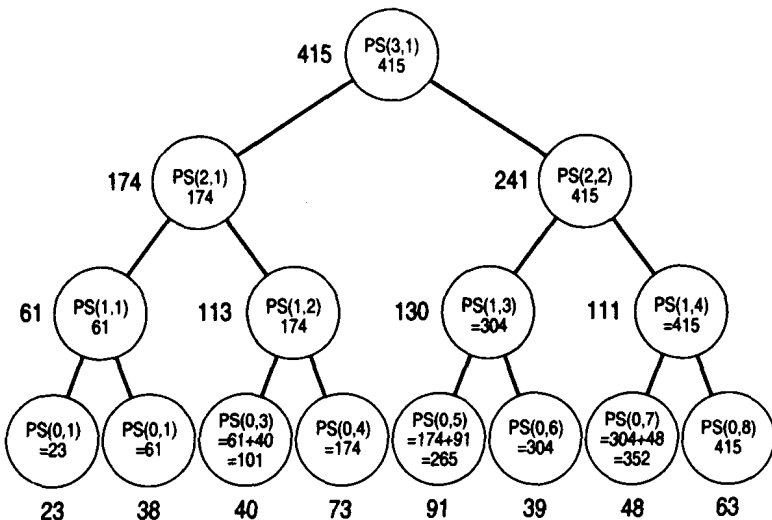 415
PS(3,1)
415
174
PS(2,1)
174
241
PS(2,2)
415
61
PS(1,1)
61
113
PS(1,2)
174
130
PS(1,3)
=304
111
PS(1,4)
=415
PS(0,1)
=23
PS(0,1)
=61
PS(0,3)
=61+40
=101
PS(0,4)
=174
PS(0,5)
=174+91
=265
PS(0,6)
=304
PS(0,7)
=304+48
=352
PS(0,8)
415
23 38 40 73 91 39 48 63